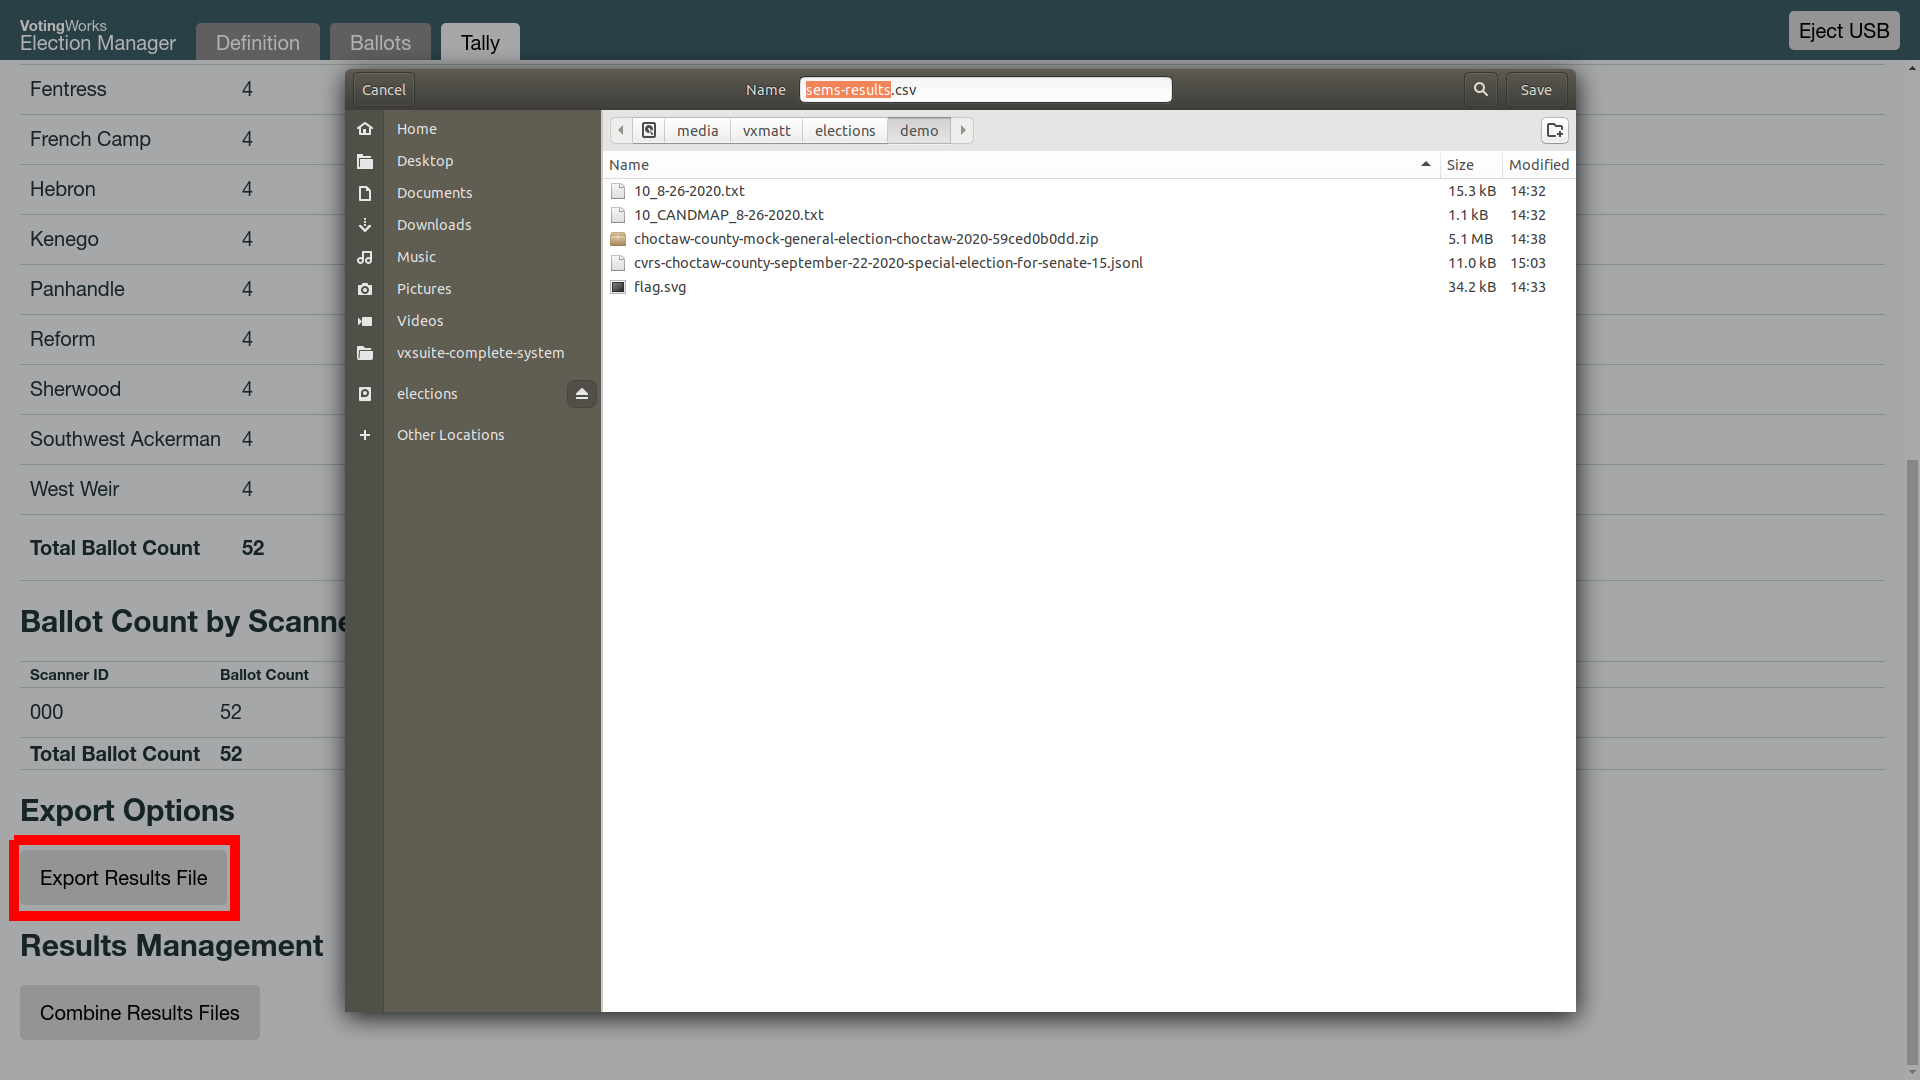 VotingWorks
Election Manager
Definition
Ballots
Tally
Eject USB
Fentress 4
French Camp 4
Hebron 4
Kenego 4
Panhandle 4
Reform 4
Sherwood 4
Southwest Ackerman 4
West Weir 4
Total Ballot Count 52
Ballot Count by Scanne
Scanner ID Ballot Count
000 52
Total Ballot Count 52
Export Options
Export Results File
Results Management
Combine Results Files
Cancel
Name sems-results.csv
Save
Home
Desktop
Documents
Downloads
Music
Pictures
Videos
vxsuite-complete-system
elections
Other Locations
media vxmatt elections demo
Name Size Modified
10_8-26-2020.txt 15.3 kB 14:32
10_CANDMAP_8-26-2020.txt 1.1 kB 14:32
choctaw-county-mock-general-election-choctaw-2020-59ced0b0dd.zip 5.1 MB 14:38
cvrs-choctaw-county-september-22-2020-special-election-for-senate-15.jsonl 11.0 kB 15:03
flag.svg 34.2 kB 14:33